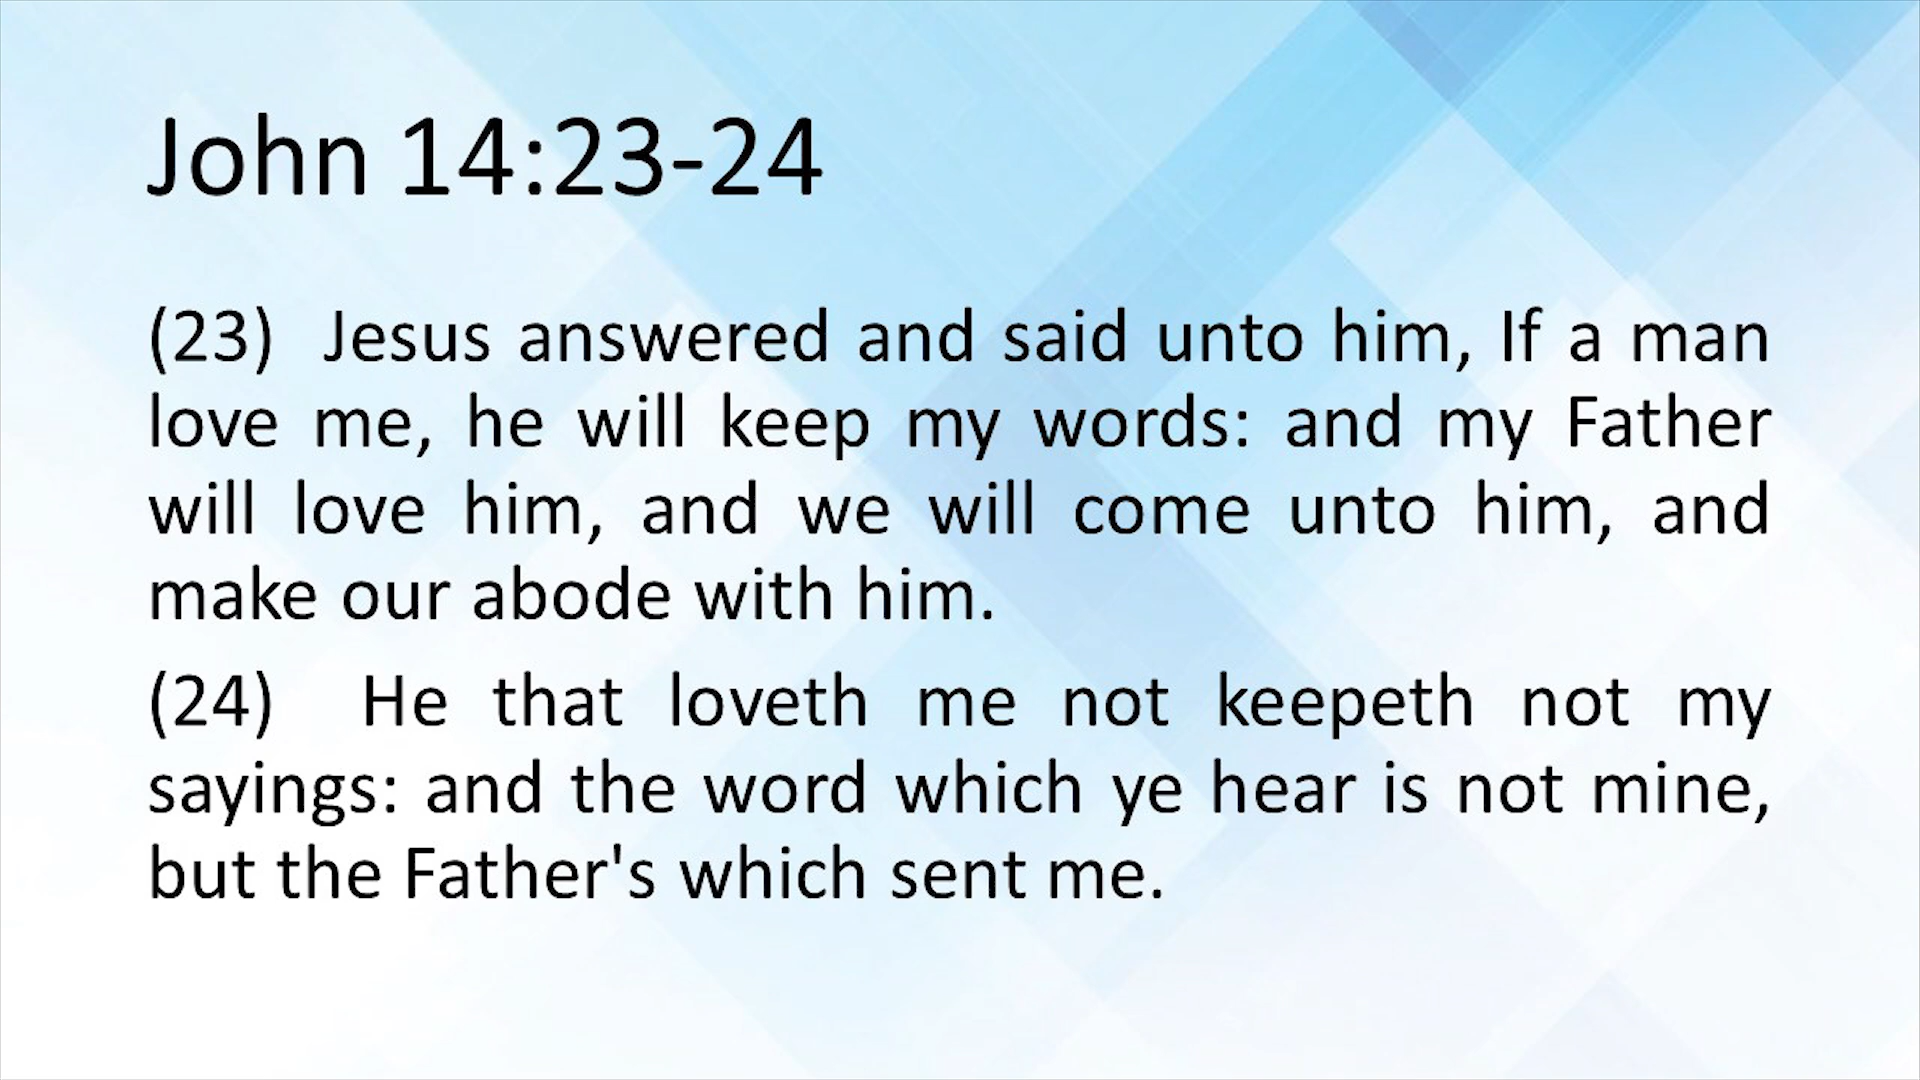 John 14:23-24
(23)  Jesus answered and said unto him, If a man
love me, he will keep my words: and my Father
will love him, and we will come unto him, and
make our abode with him.
(24)  He that loveth me not keepeth not my
sayings: and the word which ye hear is not mine,
but the Father's which sent me.